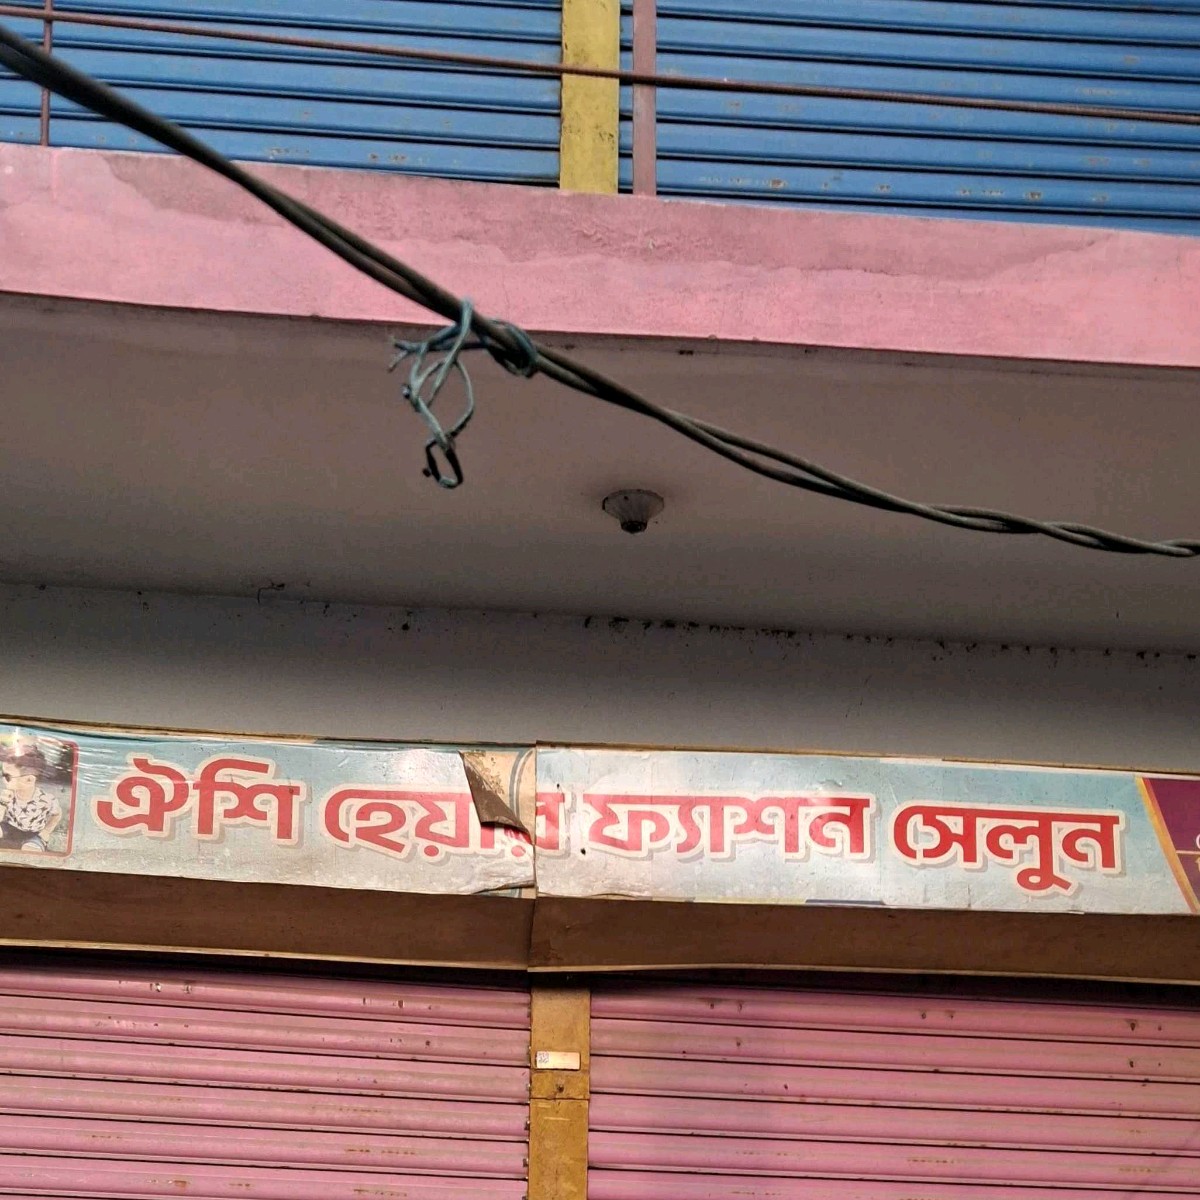 ঐশি হেয়ার ফ্যাশন সেলুন